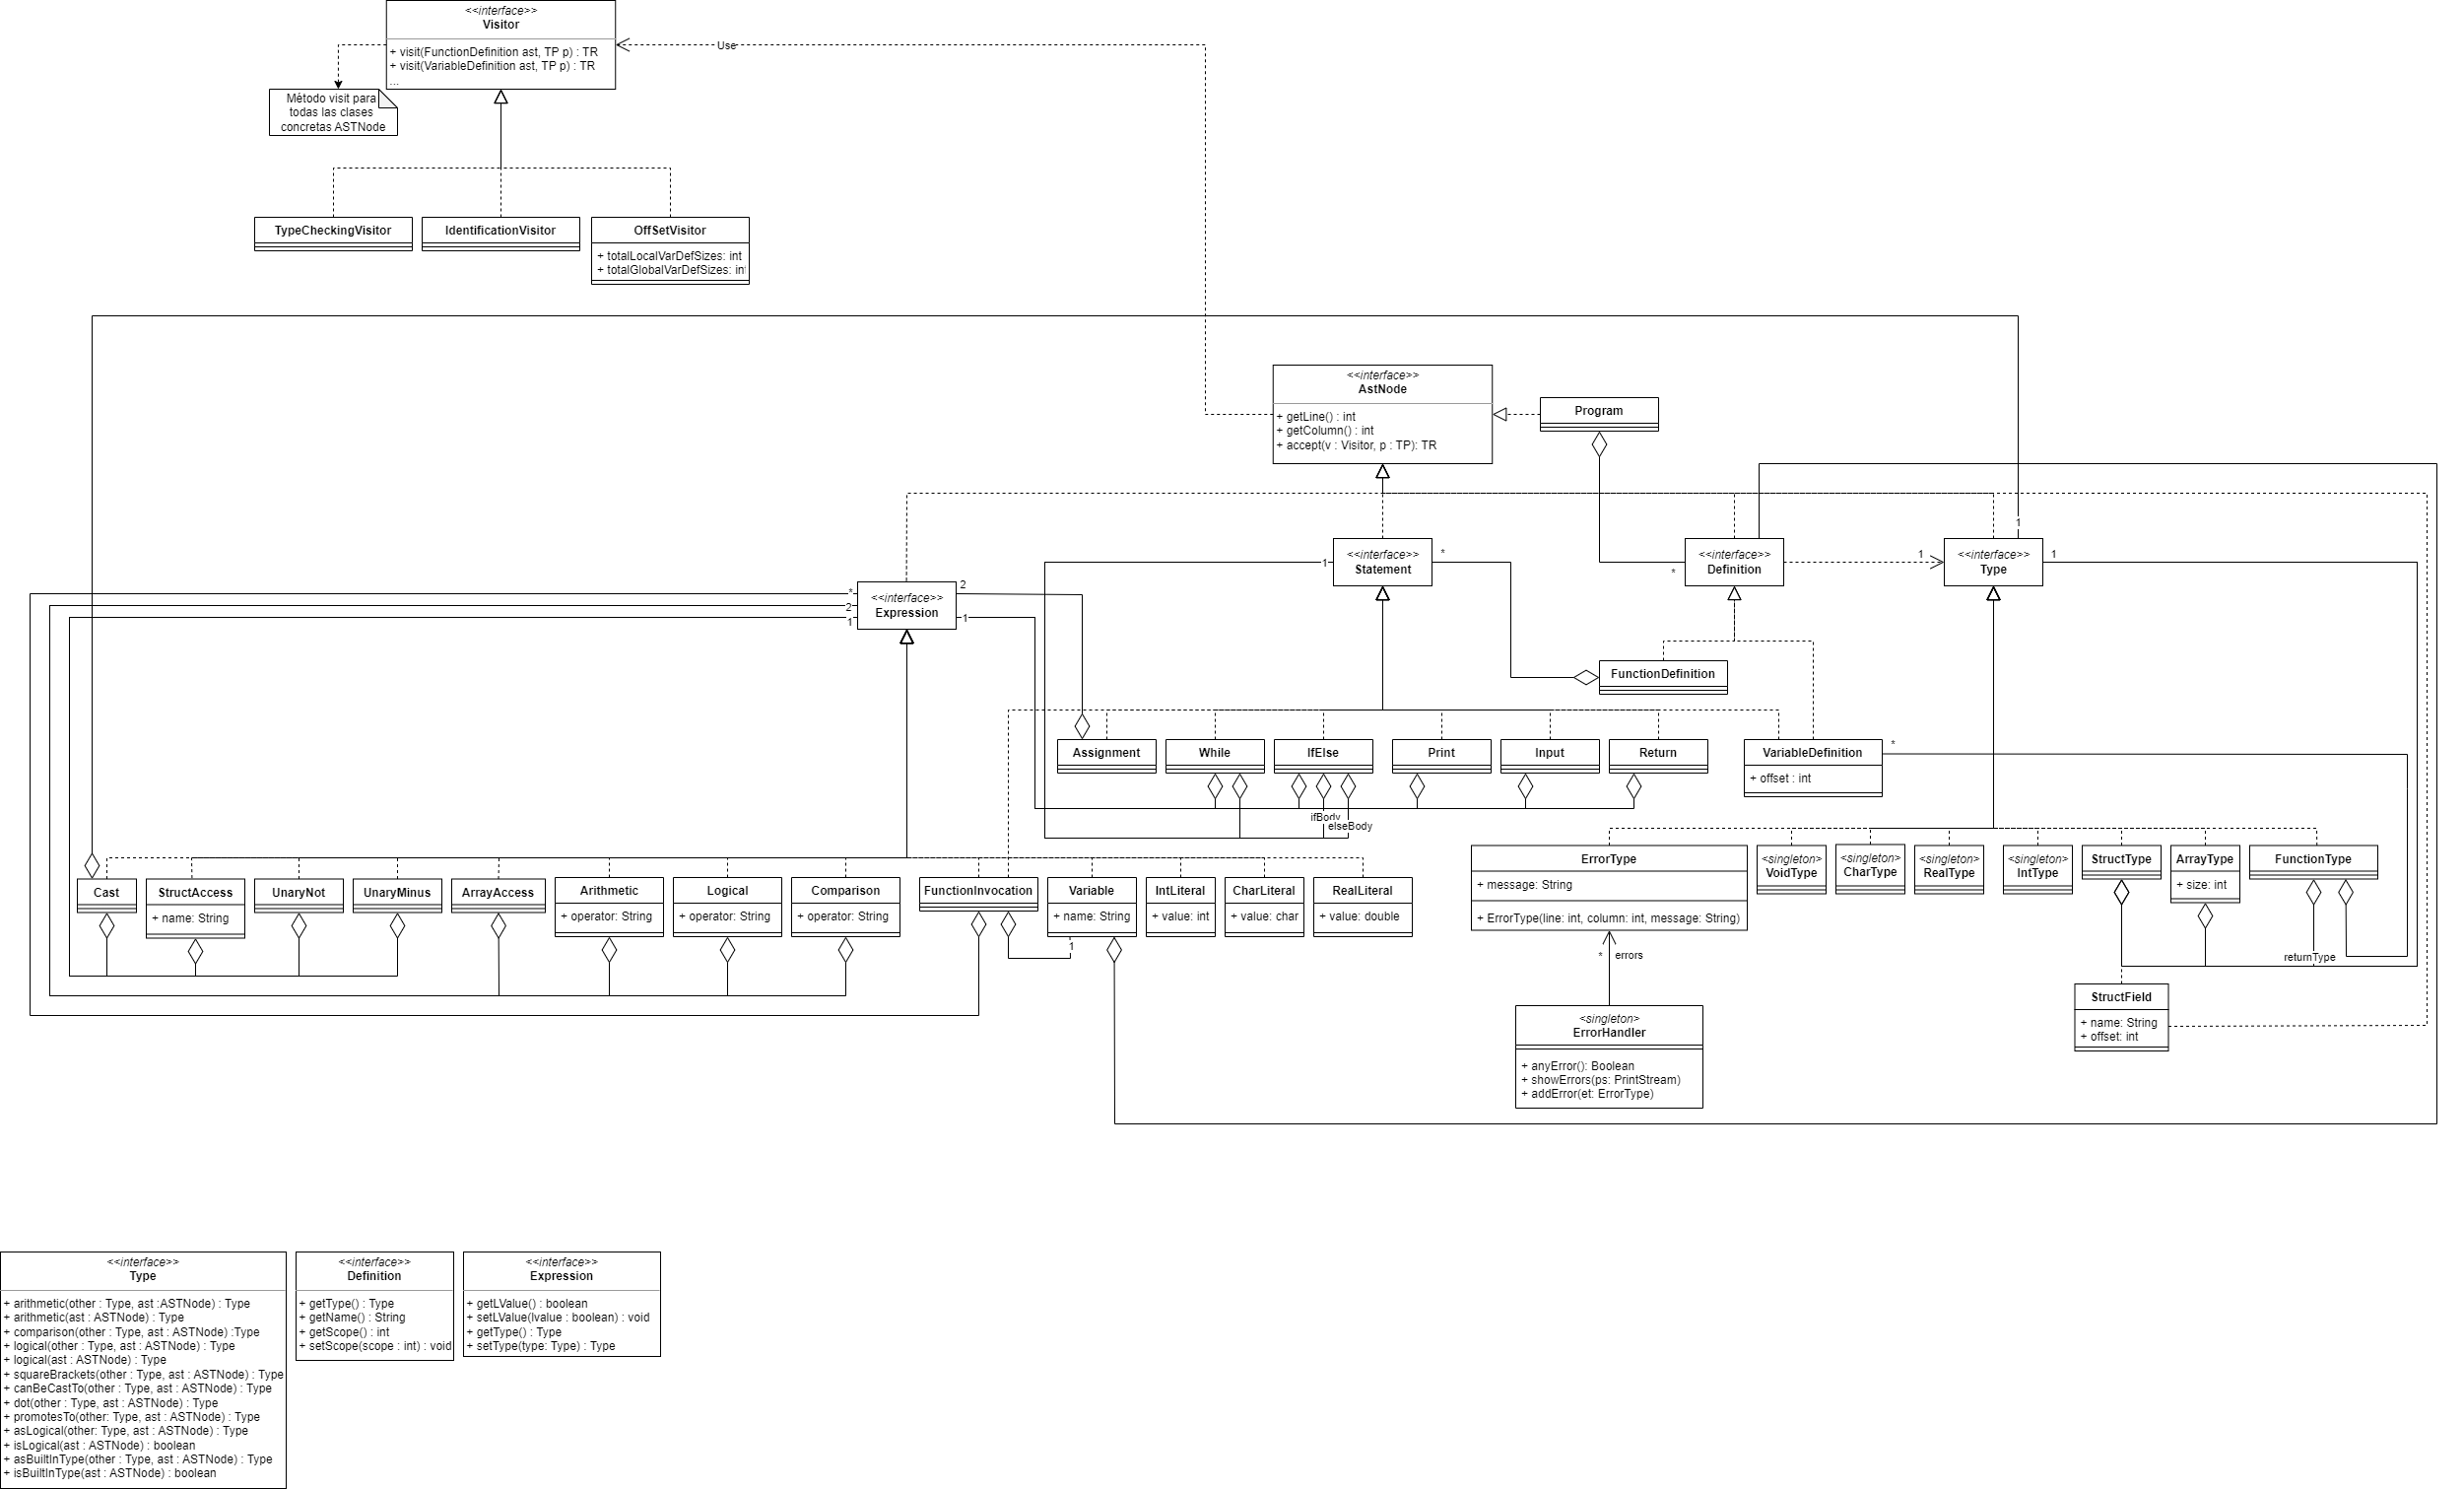 <<interface>>
Visitor
+ visit(FunctionDefinition ast, TP p) : TR
+ visit(VariableDefinition ast, TP p) : TR
...
Use
Método visit para
todas las clases
concretas ASTNode
TypeCheckingVisitor
IdentificationVisitor
OffSetVisitor
+ totalLocalVarDefSizes: int
+ totalGlobalVarDefSizes: int
<<interface>>
AstNode
+ getLine() : int
+ getColumn() : int
+ accept(v : Visitor, p : TP): TR
Program
1
<<interface>>
Statement
1
*
<<interface>>
Definition
*
1
<<interface>>
Type
1
<<interface>>
Expression
*
2
1
2
1
FunctionDefinition
Assignment
While
IfElse
Print
Input
Return
VariableDefinition
+ offset : int
*
ifBody
elseBody
Cast
StructAccess
+ name: String
UnaryNot
UnaryMinus
ArrayAccess
Arithmetic
+ operator: String
Logical
+ operator: String
Comparison
+ operator: String
FunctionInvocation
Variable
+ name: String
1
IntLiteral
+ value: int
CharLiteral
+ value: char
RealLiteral
+ value: double
ErrorType
+ message: String
+ ErrorType(line: int, column: int, message: String)
<singleton>
VoidType
<singleton>
CharType
<singleton>
RealType
<singleton>
IntType
StructType
ArrayType
+ size: int
FunctionType
* errors
returnType
StructField
+ name: String
+ offset: int
<singleton>
ErrorHandler
+ anyError(): Boolean
+ showErrors(ps: PrintStream)
+ addError(et: ErrorType)
<<interface>>
Type
+ arithmetic(other : Type, ast :ASTNode) : Type
+ arithmetic(ast : ASTNode) : Type
+ comparison(other : Type, ast : ASTNode) :Type
+ logical(other : Type, ast : ASTNode) : Type
+ logical(ast : ASTNode) : Type
+ squareBrackets(other : Type, ast : ASTNode) : Type
+ canBeCastTo(other : Type, ast : ASTNode) : Type
+ dot(other : Type, ast : ASTNode) : Type
+ promotesTo(other: Type, ast : ASTNode) : Type
+ asLogical(other: Type, ast : ASTNode) : Type
+ isLogical(ast : ASTNode) : boolean
+ asBuiltInType(other : Type, ast : ASTNode) : Type
+ isBuiltInType(ast : ASTNode) : boolean
<<interface>>
Definition
+ getType() : Type
+ getName() : String
+ getScope() : int
+ setScope(scope : int) : void
<<interface>>
Expression
+ getLValue() : boolean
+ setLValue(lvalue : boolean) : void
+ getType() : Type
+ setType(type: Type) : Type